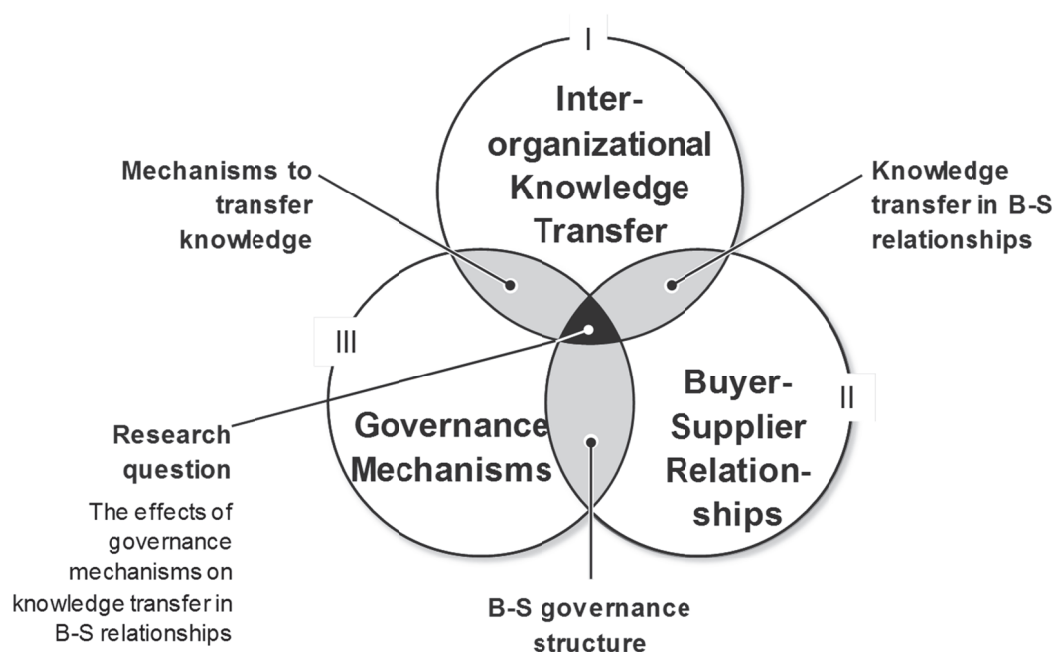 I
Inter-
organizational
Knowledge
Transfer
Mechanisms to
transfer
knowledge
Knowledge
transfer in B-S
relationships
III
II
Governance
Mechanisms
Buyer-
Supplier
Relation-
ships
Research
question
The effects of
governance
mechanisms on
knowledge transfer in
B-S relationships
B-S governance
structure